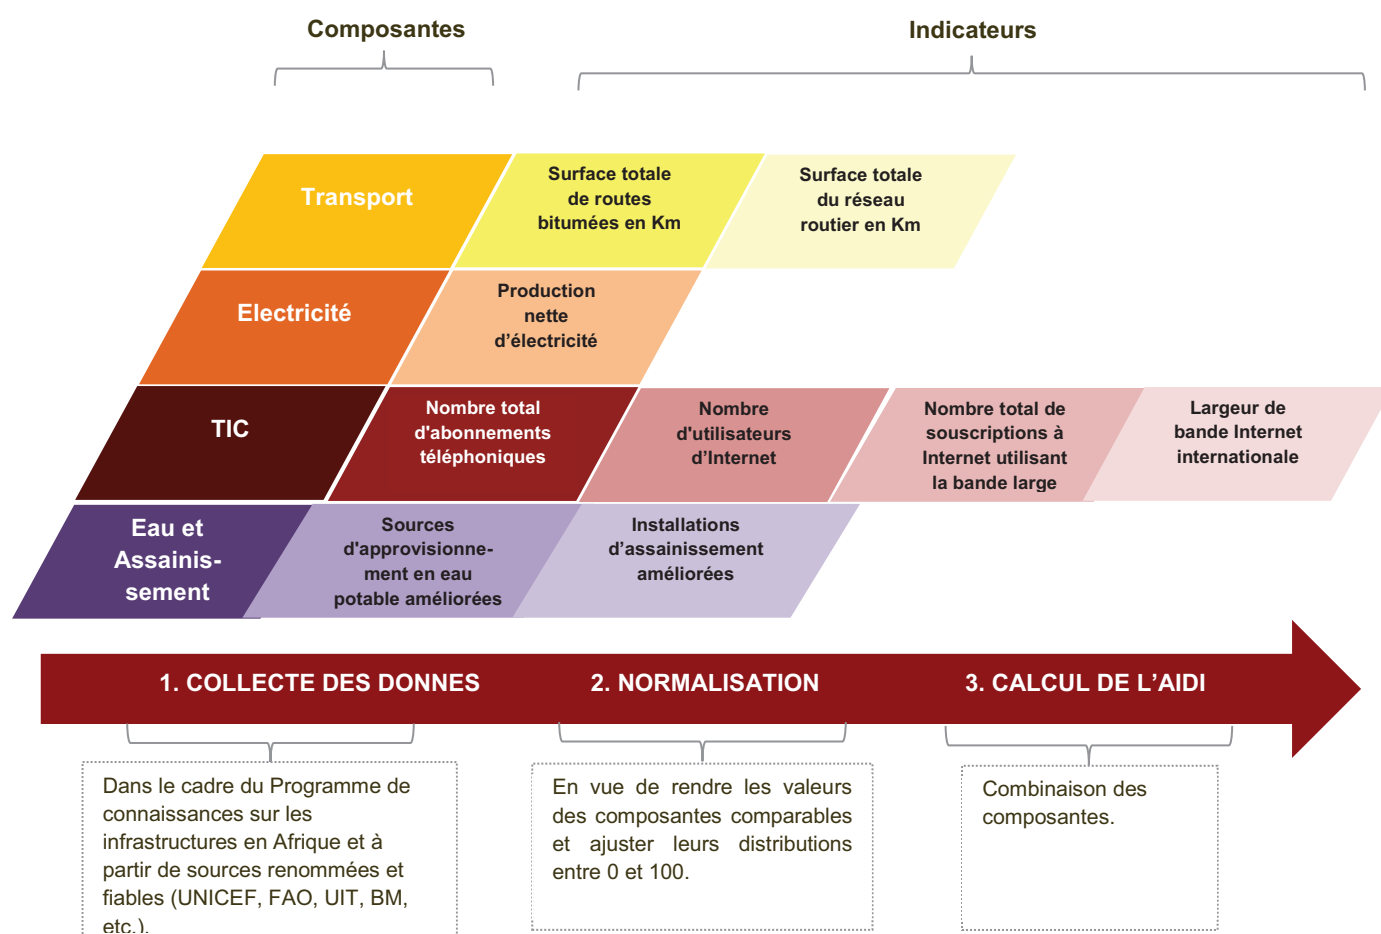 Composantes
Indicateurs
Transport
Surface totale
de routes
bitumées en Km
Surface totale
du réseau
routier en Km
Electricité
Production
nette
d’électricité
TIC
Nombre total
d'abonnements
téléphoniques
Nombre
d'utilisateurs
d’Internet
Nombre total de
souscriptions à
Internet utilisant
la bande large
Largeur de
bande Internet
internationale
Eau et
Assainis-
sement
Sources
d'approvisionne-
ment en eau
potable améliorées
Installations
d’assainissement
améliorées
1. COLLECTE DES DONNES
2. NORMALISATION
3. CALCUL DE L’AIDI
Dans le cadre du Programme de
connaissances sur les
infrastructures en Afrique et à
partir de sources renommées et
fiables (UNICEF, FAO, UIT, BM,
etc.).
En vue de rendre les valeurs
des composantes comparables
et ajuster leurs distributions
entre 0 et 100.
Combinaison des
composantes.